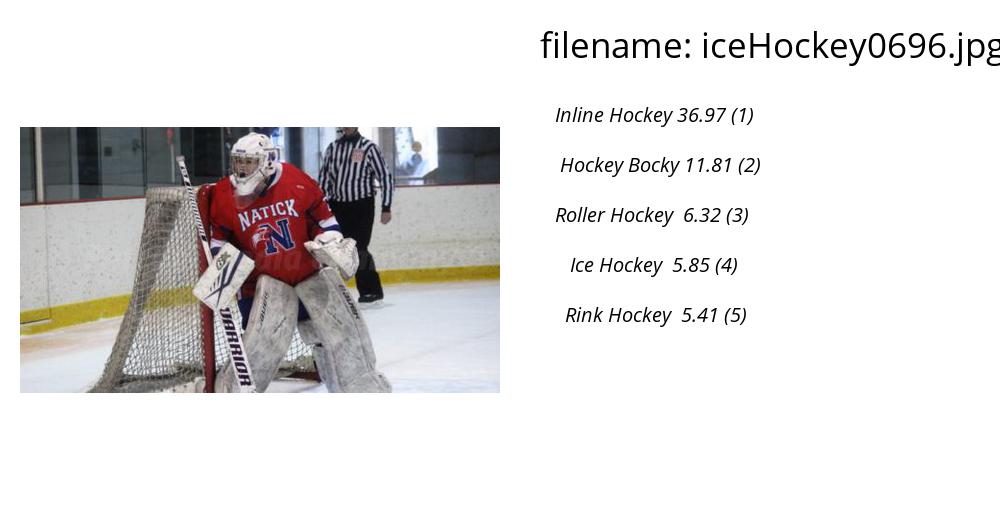 filename: iceHockey0696.jpg
Inline Hockey 36.97 (1)
Hockey Bocky 11.81 (2)
Roller Hockey 6.32 (3)
Ice Hockey 5.85 (4)
Rink Hockey 5.41 (5)
NATICK
N
WARRIOR